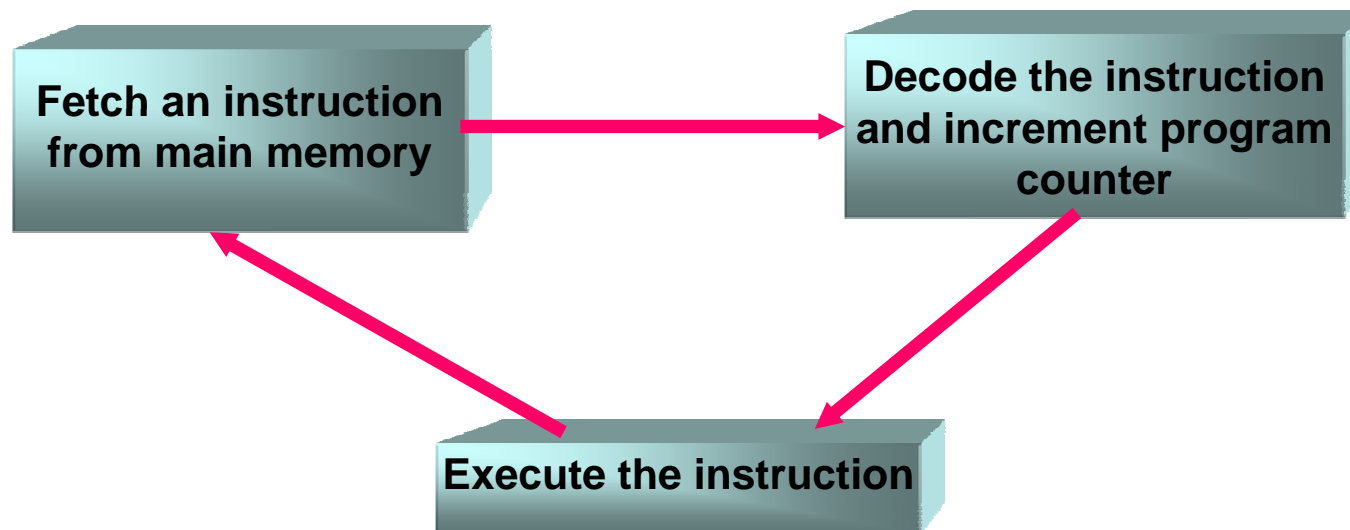 Fetch an instruction
from main memory
Decode the instruction
and increment program
counter
Execute the instruction